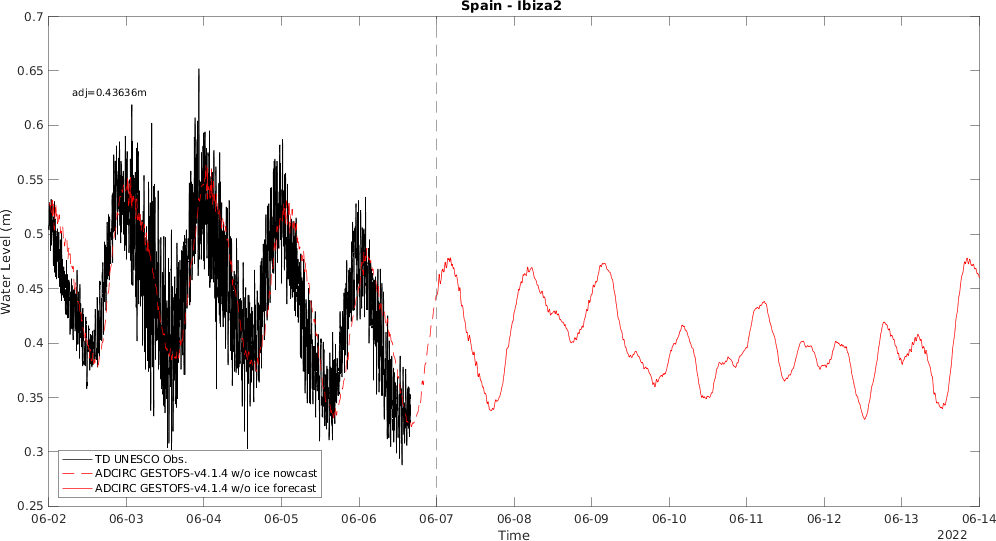 Spain - Ibiza2
0.7
0.65
adj=0.43636m
0.6
0.55
0.5
Water Level (m)
0.45
0.4
0.35
0.3
0.25
TD UNESCO Obs.
ADCIRC GESTOFS-v4.1.4 w/o ice nowcast
ADCIRC GESTOFS-v4.1.4 w/o ice forecast
06-02 06-03 06-04 06-05 06-06 06-07 06-08 06-09 06-10 06-11 06-12 06-13 06-14
Time
2022